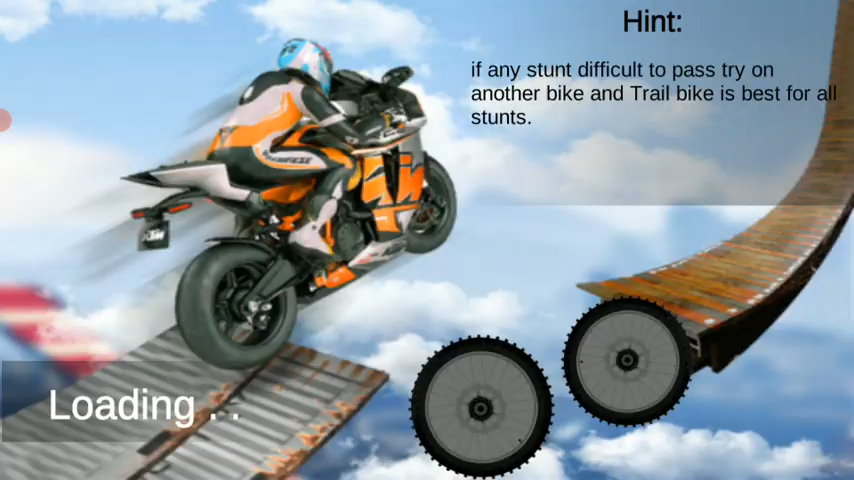 Hint:
if any stunt difficult to pass try on
another bike and Trail bike is best for all
stunts.
KTM
Loading . .